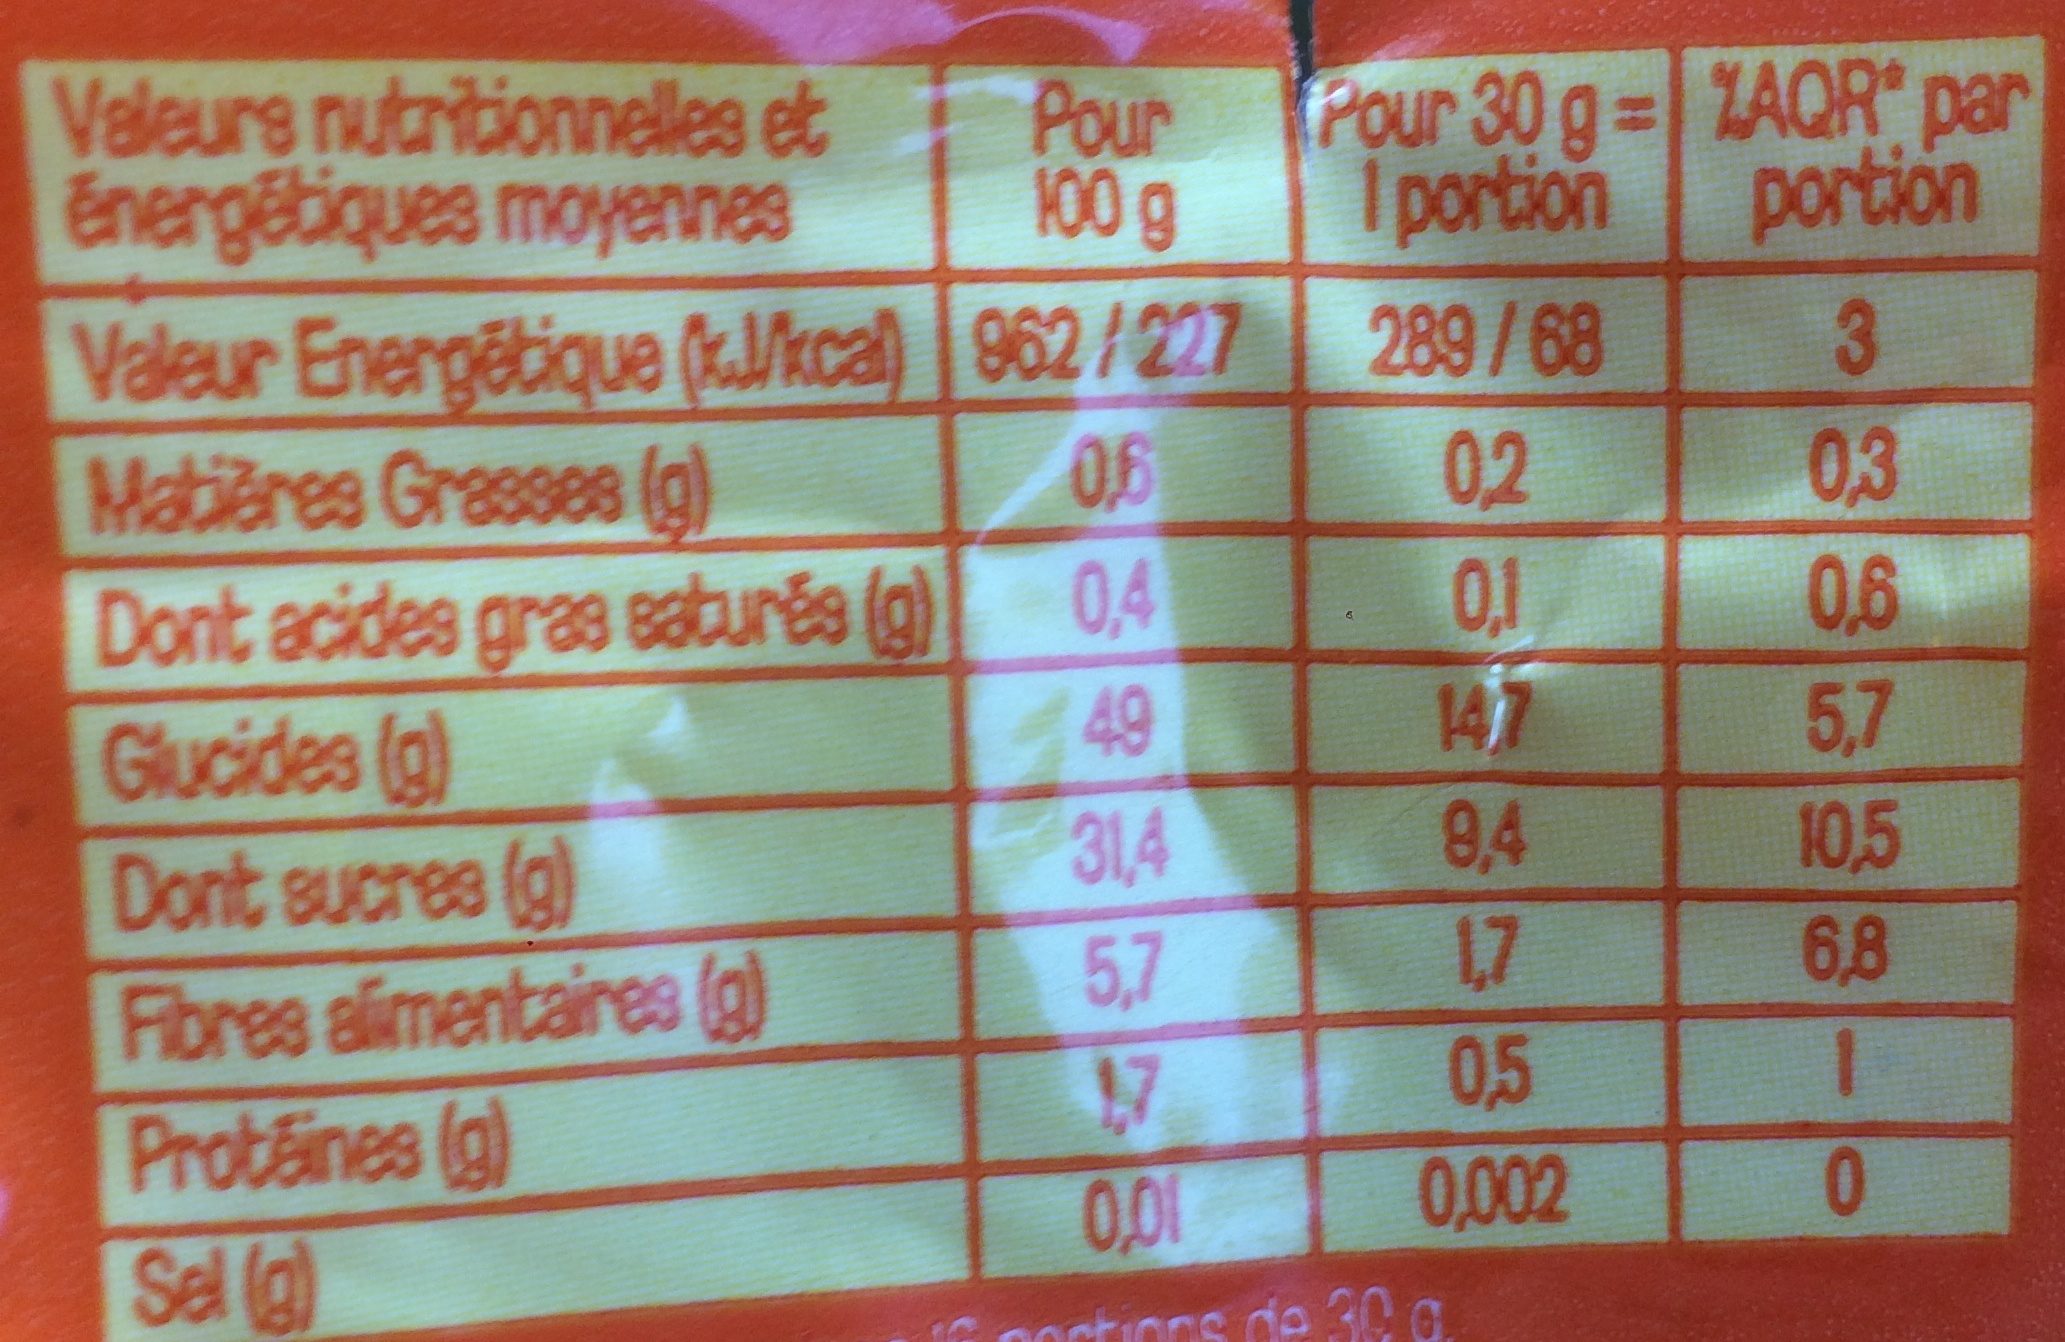 Valeurs nutritionnelles et énergétiques moyennes | Pour 100 g | Pour 30 g = 1 portion | %AQR* par portion
Valeur Energétique (kJ/kcal) 962 / 227 289 / 68 3
Matières Grasses (g) 0,6 0,2 0,3
Dont acides gras saturés (g) 0,4 0,1 0,6
Glucides (g) 49 14,7 5,7
Dont sucres (g) 31,4 9,4 10,5
Fibres alimentaires (g) 5,7 1,7 6,8
Protéines (g) 1,7 0,5 1
Sel (g) 0,01 0,002 0
portions de 30 g.